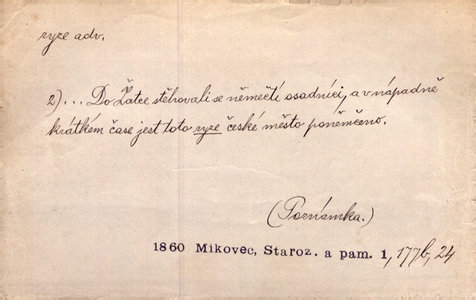 ryze adv.
2)... Do Žatce stěhovali se němečtí osadníci, a v nápadně
krátkém čase jest toto ryze české město poněmčeno.
(Poznámka.)
1860 Mikovec, Staroz. a pam. 1, 177b, 24